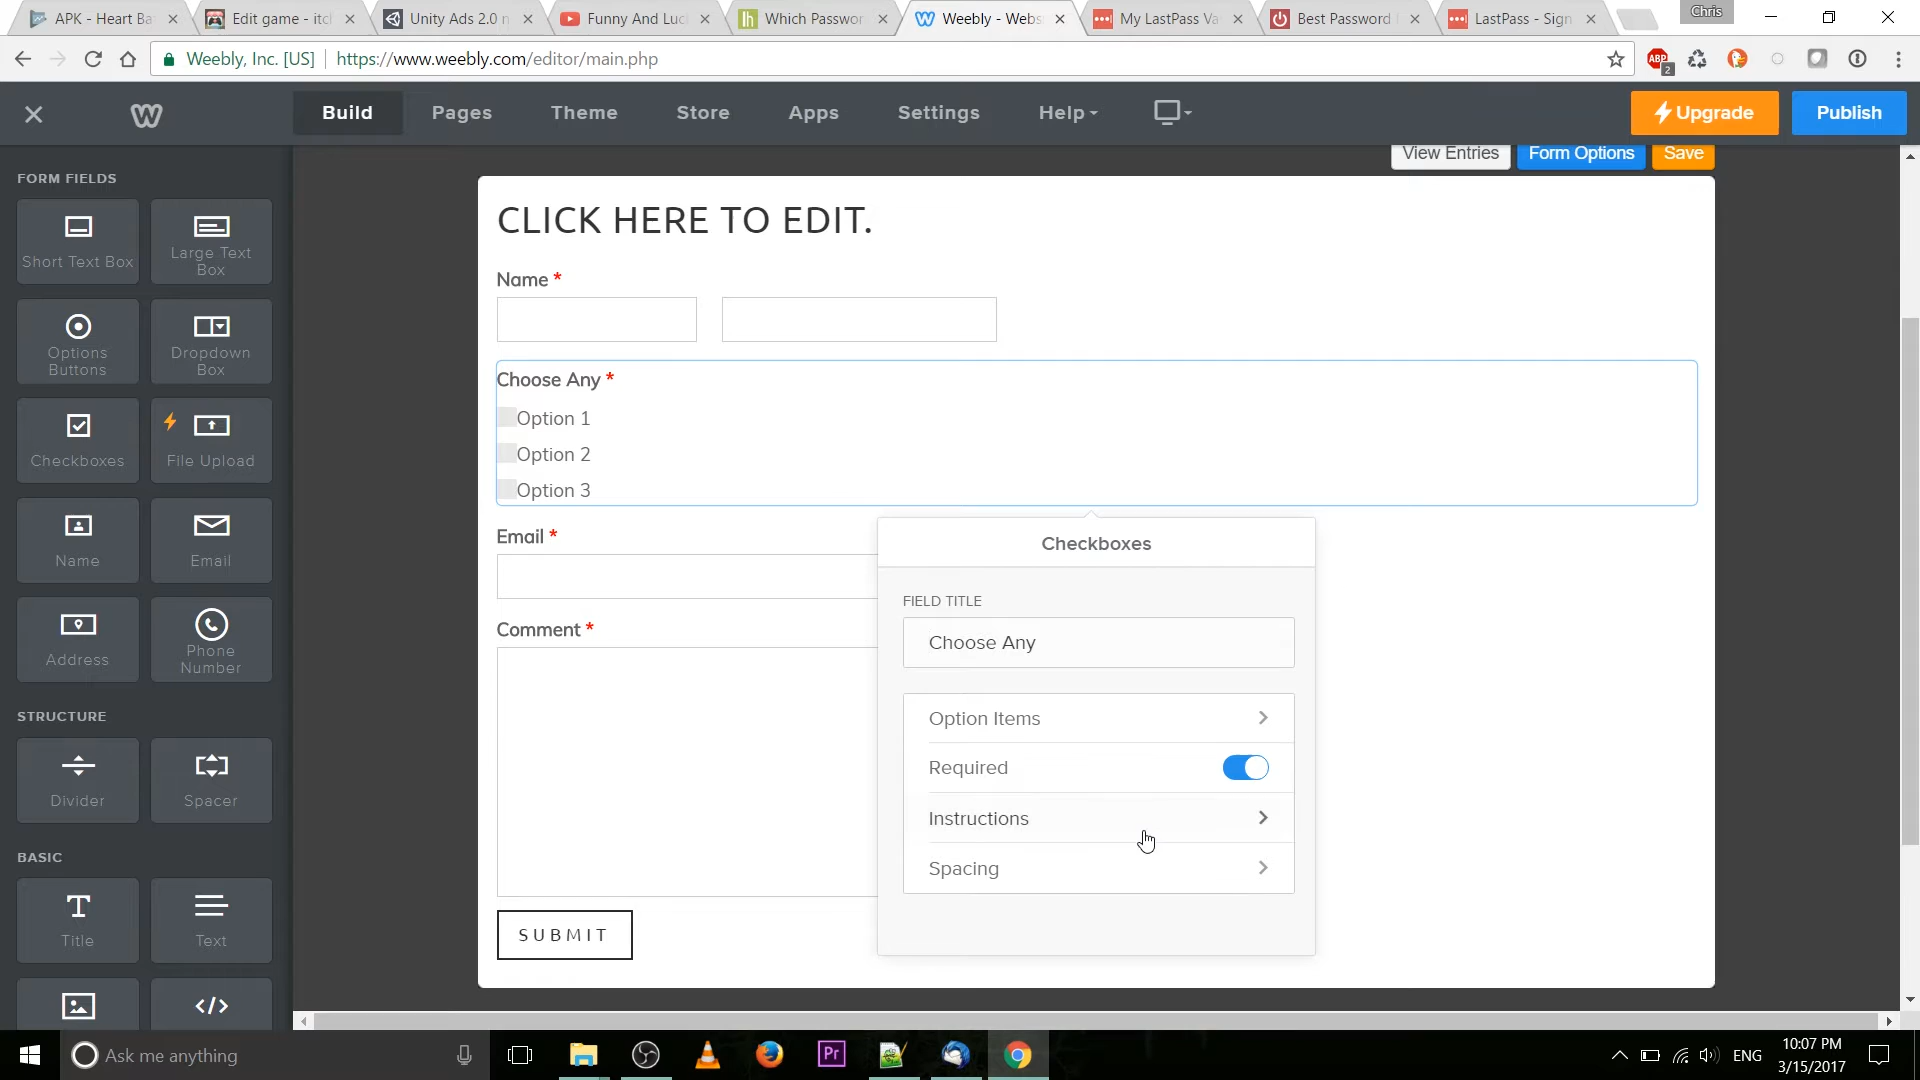 APK - Heart Ba
Edit game - itch
Unity Ads 2.0 n
Funny And Luc
Which Passwor
Weebly - Webs
My LastPass Va
Best Password
LastPass - Sign
Chris
Weebly, Inc. [US]
https://www.weebly.com/editor/main.php
ABP
2
Build
Pages
Theme
Store
Apps
Settings
Help
Upgrade
Publish
View Entries
Form Options
Save
FORM FIELDS
Short Text Box
Large Text
Box
Options
Buttons
Dropdown
Box
Checkboxes
File Upload
Name
Email
Address
Phone
Number
STRUCTURE
Divider
Spacer
BASIC
Title
Text
CLICK HERE TO EDIT.
Name *
Choose Any *
Option 1
Option 2
Option 3
Email *
Comment *
SUBMIT
Checkboxes
FIELD TITLE
Choose Any
Option Items
Required
Instructions
Spacing
Ask me anything
Pr
ENG
10:07 PM
3/15/2017